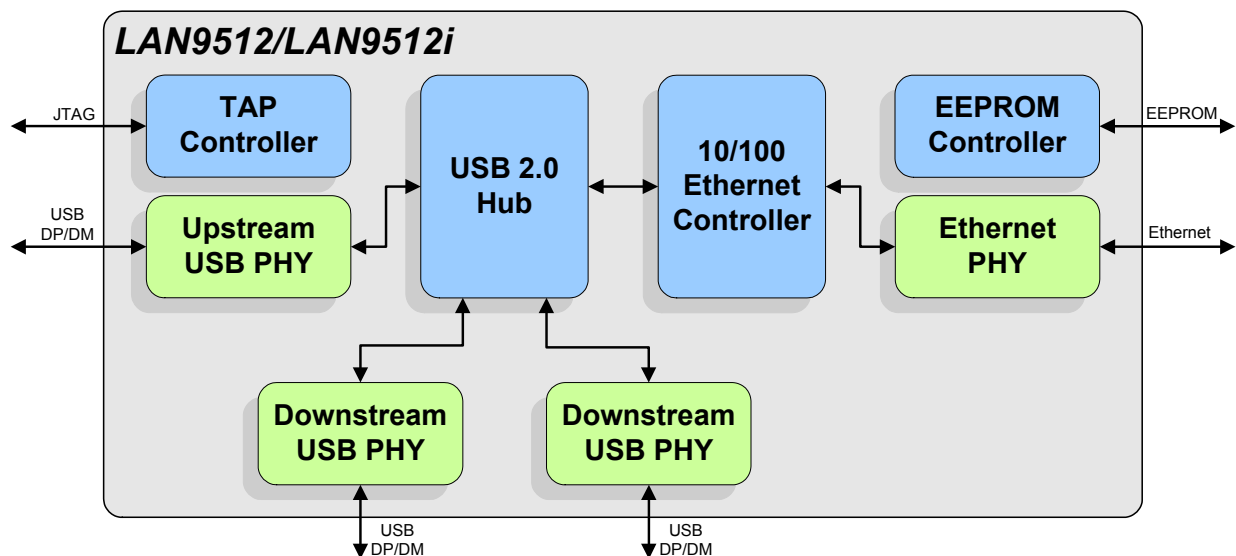 LAN9512/LAN9512i
JTAG
TAP
Controller
USB 2.0
Hub
10/100
Ethernet
Controller
EEPROM
Controller
EEPROM
USB
DP/DM
Upstream
USB PHY
Ethernet
PHY
Ethernet
Downstream
USB PHY
Downstream
USB PHY
USB
DP/DM
USB
DP/DM